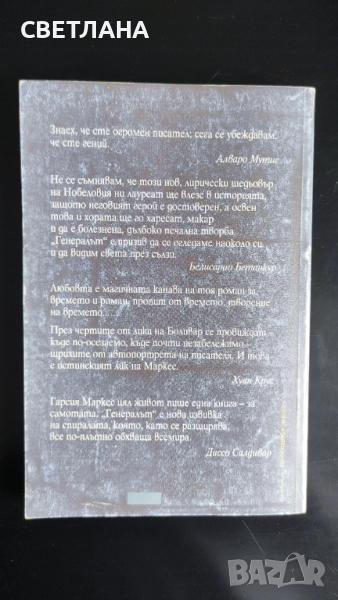 СВЕТЛАНА
Знаех, че сте огромен писател; сега се убеждавам,
че сте гений.
Алваро Мутис
Не се съмнявам, че този нов, лирически шедьовър
на Нобеловия ни лауреат ще влезе в историята,
защото неговият герой е достоверен, а освен
това и хората ще го харесат, макар
и да е болезнена, дълбоко печална творба.
„Генералът“ е призив да се огледаме наоколо си
и да видим света през сълзи.
Белисарио Бетанкур
Любовта е магичната канава на тоя роман за
времето и роман, пропит от времето, творение
на времето....
През чертите от лика на Боливар се провиждат –
къде по-осезаемо, къде почти незабележимо –
щрихите от автопортрета на писателя. И това
е истинският лик на Маркес.
Хуан Крус
Гарсия Маркес цял живот пише една книга – за
самотата. „Генералът“ е нова извивка
на спиралата, която, като се разширява,
все по-плътно обхваща всемира.
Дасо Салдивар
BAZAR